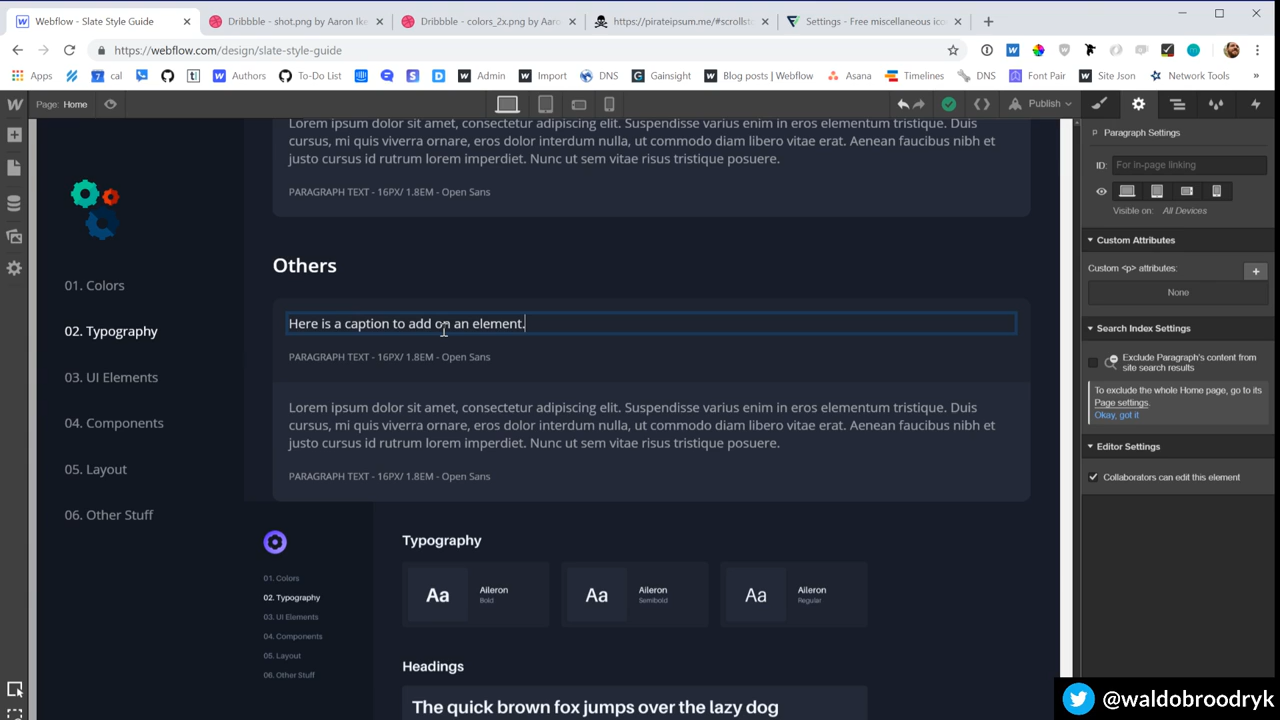 Webflow - Slate Style Guide
Dribbble - shot.png by Aaron Ike
Dribbble - colors_2x.png by Aaro
https://pirateipsum.me/#scrollsto
Settings - Free miscellaneous ico
https://webflow.com/design/slate-style-guide
Apps
cal
Authors
To-Do List
DNS
Admin
Import
DNS
Gainsight
Blog posts | Webflow
Asana
Timelines
DNS
Font Pair
Site Json
Network Tools
Page: Home
Publish
Lorem ipsum dolor sit amet, consectetur adipiscing elit. Suspendisse varius enim in eros elementum tristique. Duis
cursus, mi quis viverra ornare, eros dolor interdum nulla, ut commodo diam libero vitae erat. Aenean faucibus nibh et
justo cursus id rutrum lorem imperdiet. Nunc ut sem vitae risus tristique posuere.
PARAGRAPH TEXT - 16PX/ 1.8EM - Open Sans
01. Colors
02. Typography
03. UI Elements
04. Components
05. Layout
06. Other Stuff
Others
Here is a caption to add on an element.
PARAGRAPH TEXT - 16PX/ 1.8EM - Open Sans
Lorem ipsum dolor sit amet, consectetur adipiscing elit. Suspendisse varius enim in eros elementum tristique. Duis
cursus, mi quis viverra ornare, eros dolor interdum nulla, ut commodo diam libero vitae erat. Aenean faucibus nibh et
justo cursus id rutrum lorem imperdiet. Nunc ut sem vitae risus tristique posuere.
PARAGRAPH TEXT - 16PX/ 1.8EM - Open Sans
01. Colors
02. Typography
03. UI Elements
04. Components
05. Layout
06. Other Stuff
Typography
Aa
Aileron
Bold
Aa
Aileron
Semibold
Aa
Aileron
Regular
Headings
The quick brown fox jumps over the lazy dog
Paragraph Settings
ID:
For in-page linking
Visible on: All Devices
Custom Attributes
Custom <p> attributes:
None
Search Index Settings
Exclude Paragraph's content from
site search results
To exclude the whole Home page, go to its
Page settings.
Okay, got it
Editor Settings
Collaborators can edit this element
@waldobroodryk